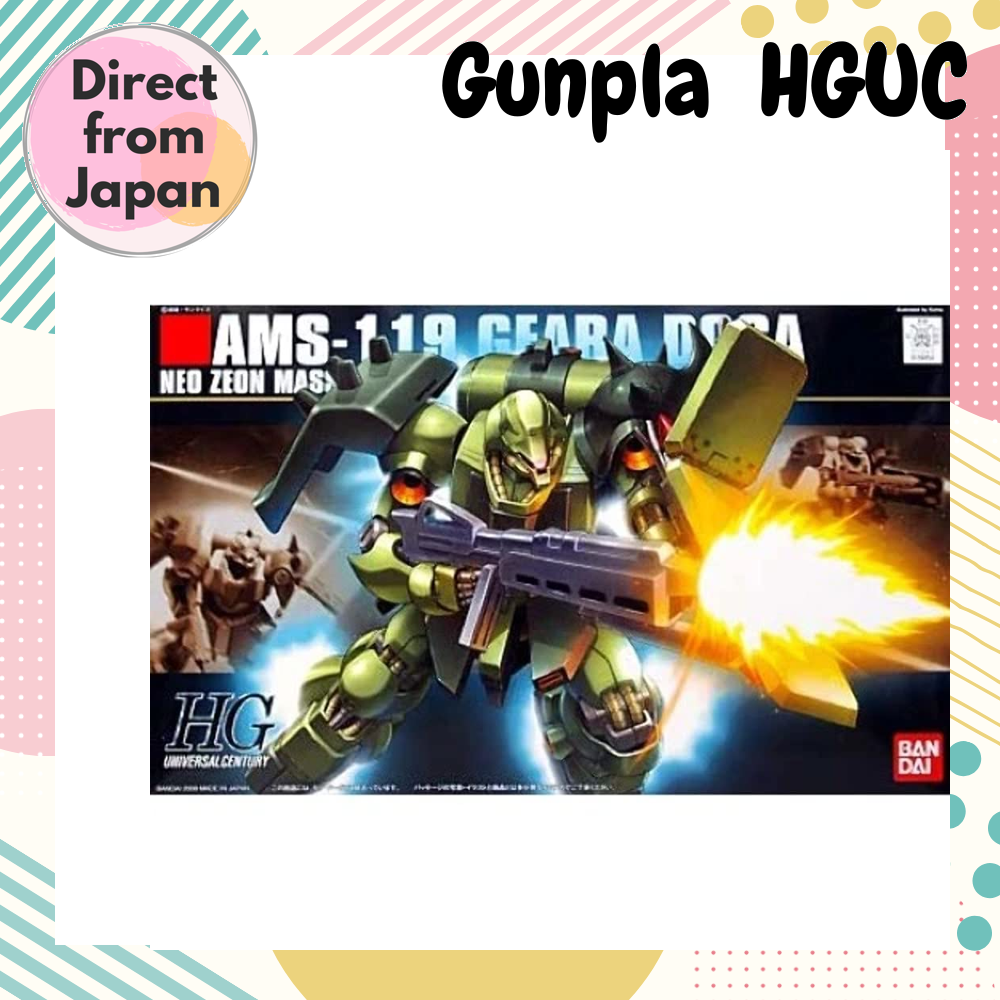 Direct
from
Japan
Gunpla HGUC
AMS-119 GEARA DOGA
NEO ZEON MASS
HG
UNIVERSAL CENTURY
BAN
DAI